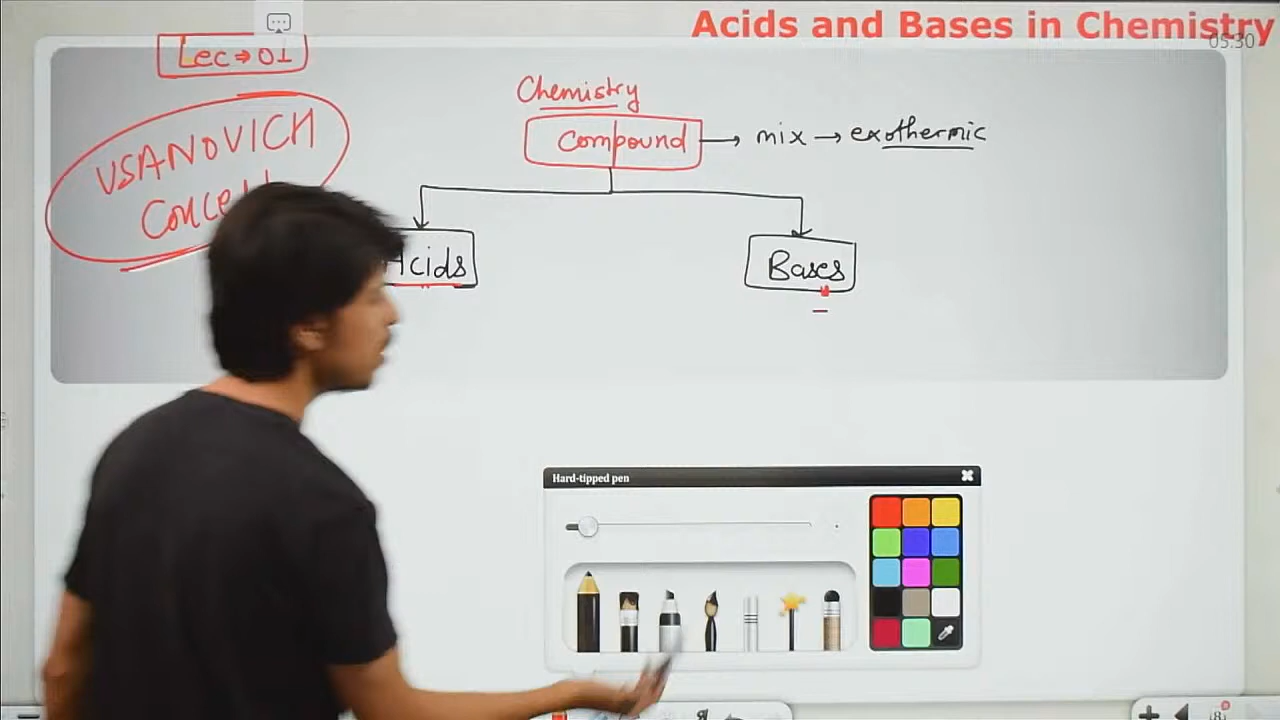 Acids and Bases in Chemistry
05:30
Lec → 01
USANOVICH
Chemistry
compound → mix → exothermic
Acids
Bases
Hard-tipped pen